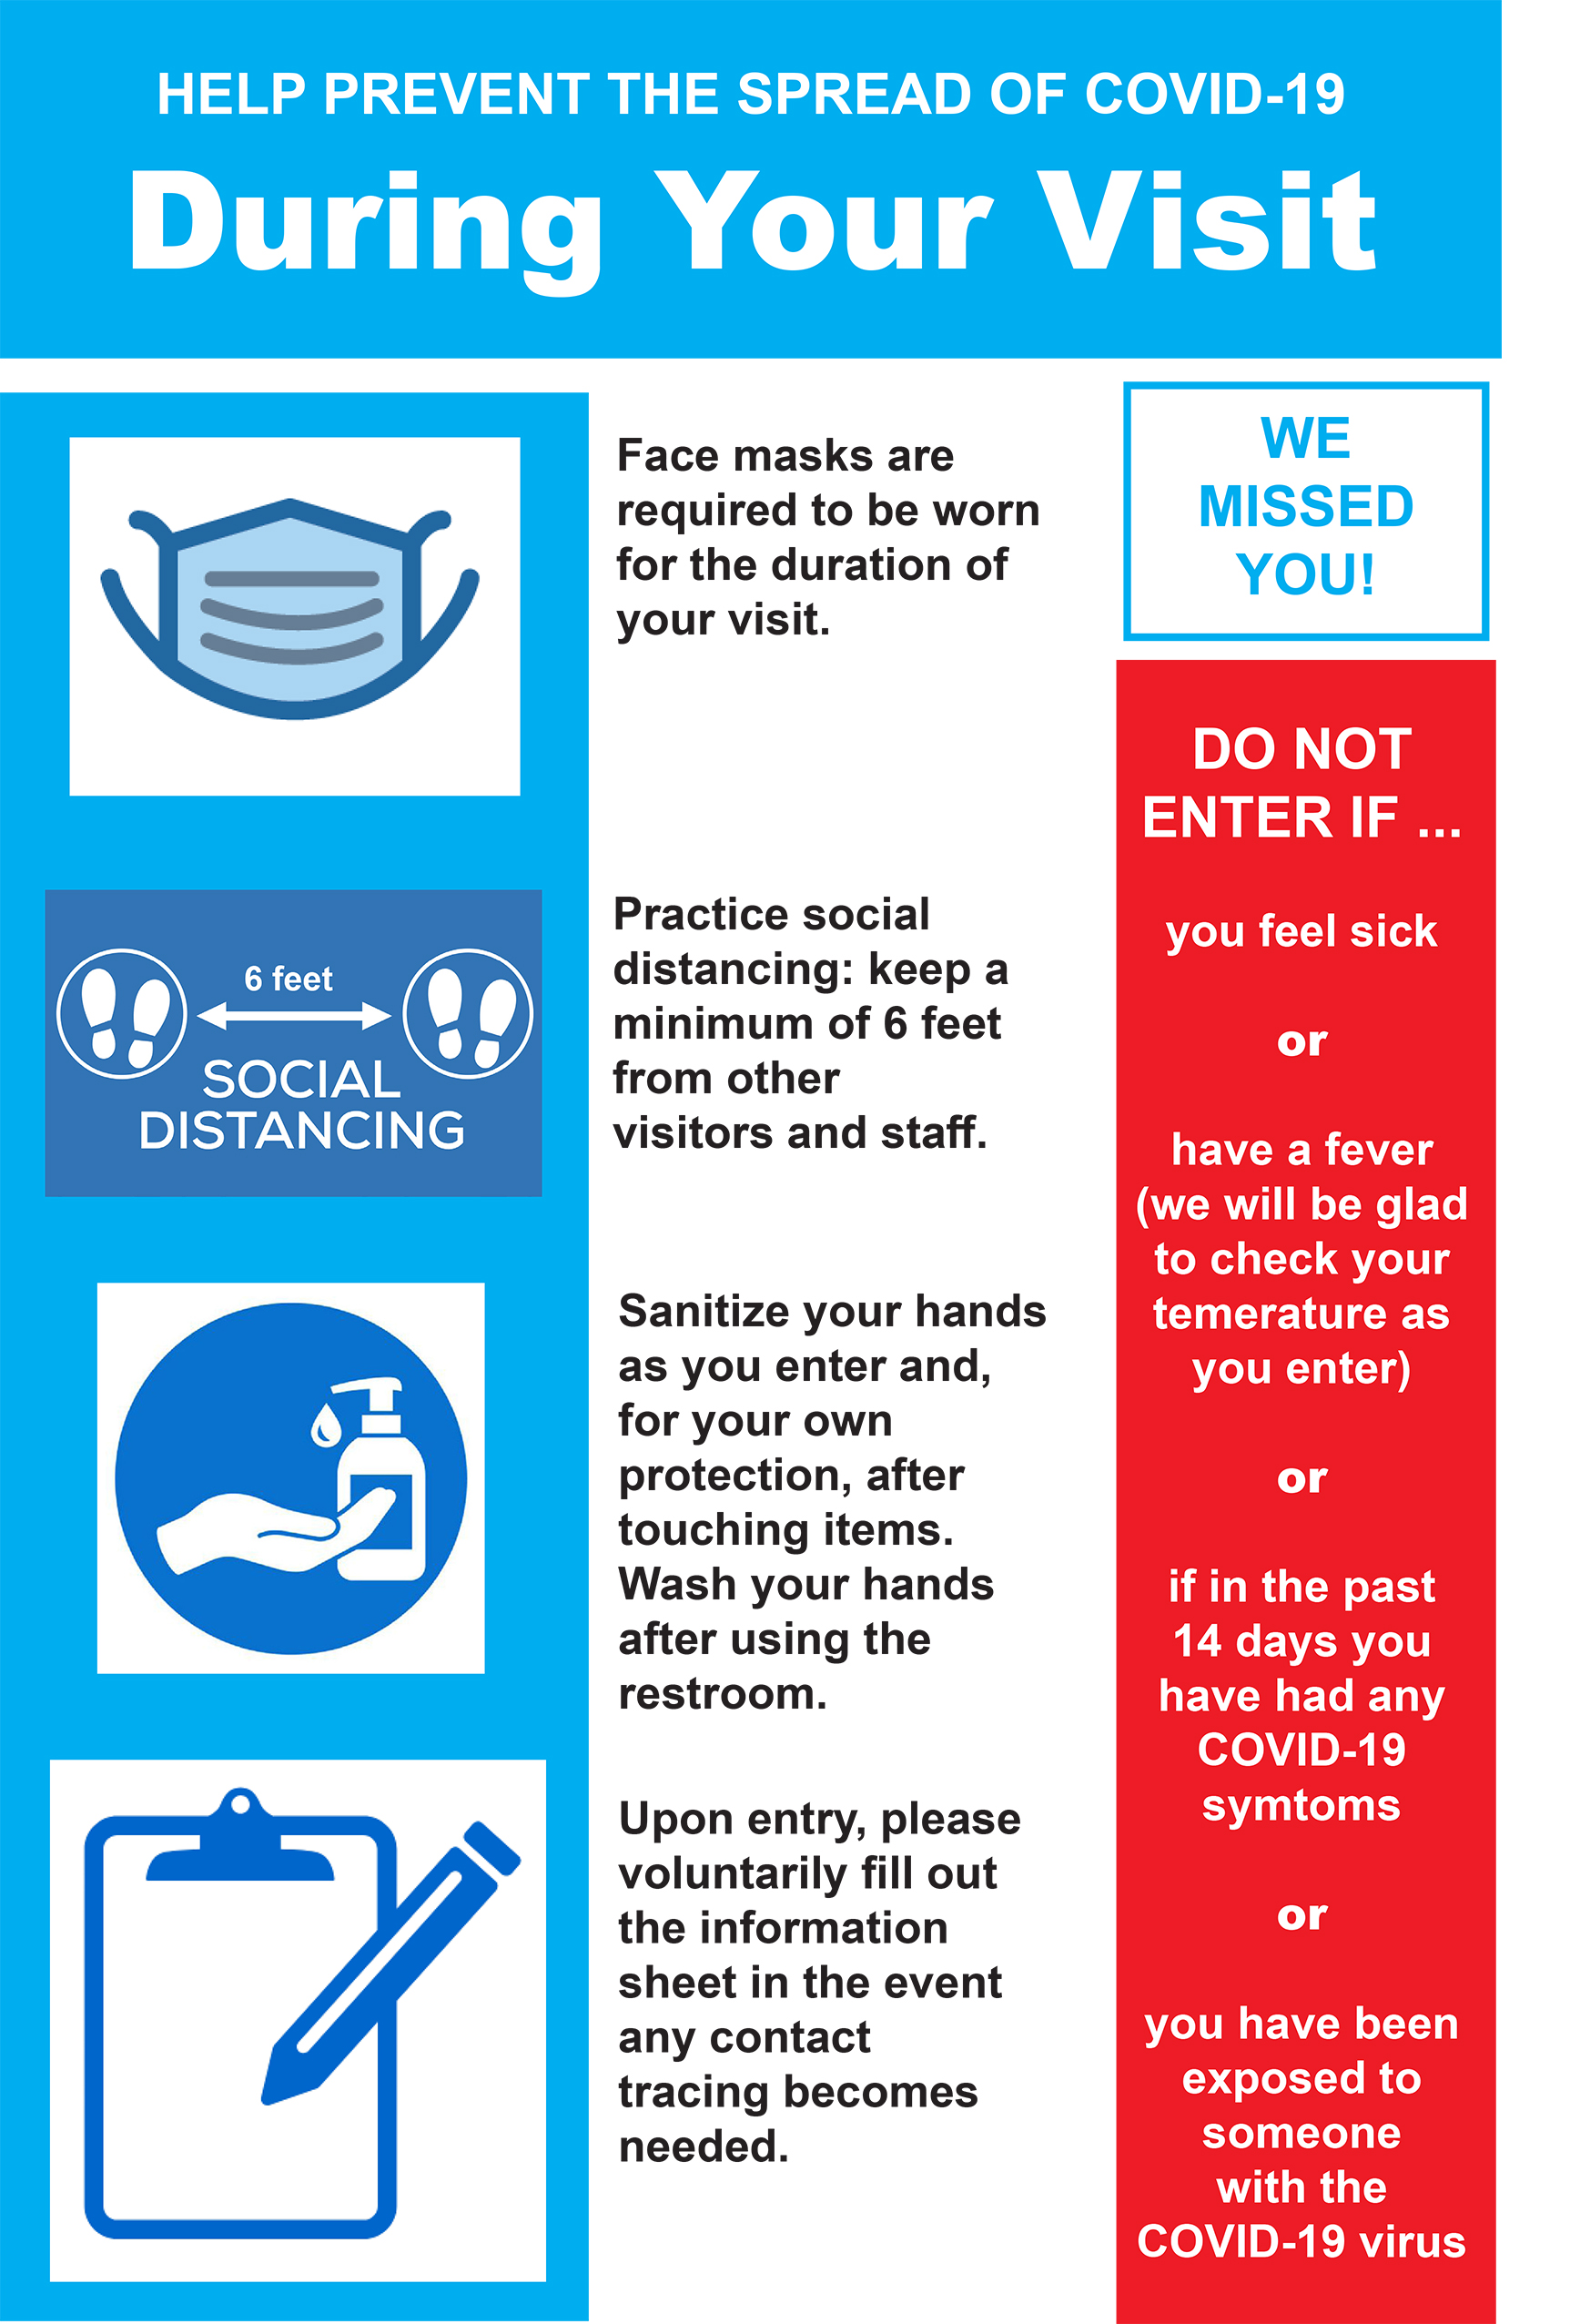 HELP PREVENT THE SPREAD OF COVID-19
During Your Visit
Face masks are
required to be worn
for the duration of
your visit.
6 feet
SOCIAL
DISTANCING
Practice social
distancing: keep a
minimum of 6 feet
from other
visitors and staff.
Sanitize your hands
as you enter and,
for your own
protection, after
touching items.
Wash your hands
after using the
restroom.
Upon entry, please
voluntarily fill out
the information
sheet in the event
any contact
tracing becomes
needed.
WE
MISSED
YOU!
DO NOT
ENTER IF ...
you feel sick
or
have a fever
(we will be glad
to check your
temerature as
you enter)
or
if in the past
14 days you
have had any
COVID-19
symtoms
or
you have been
exposed to
someone
with the
COVID-19 virus